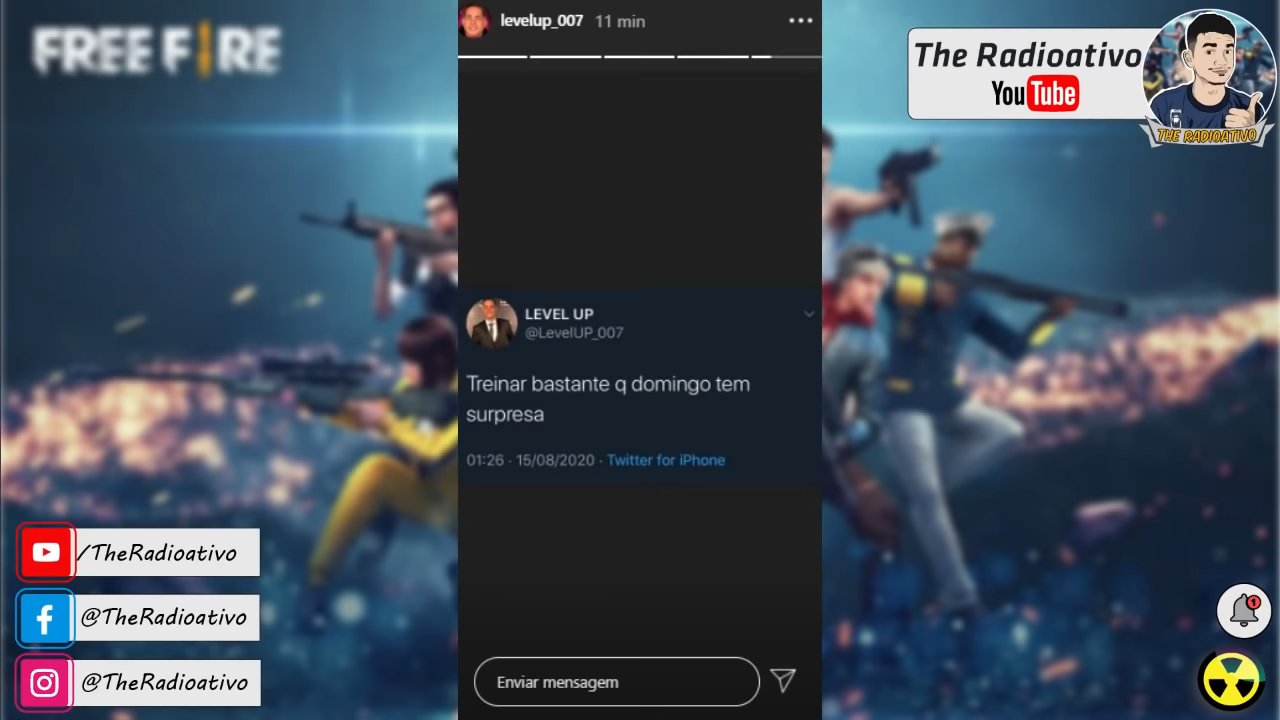 FREE FIRE
levelup_007 11 min
The Radioativo
YouTube
THE RADIOATIVO
LEVEL UP
@LevelUP_007
Treinar bastante q domingo tem
surpresa
01:26 · 15/08/2020 · Twitter for iPhone
/TheRadioativo
@TheRadioativo
@TheRadioativo
1
Enviar mensagem